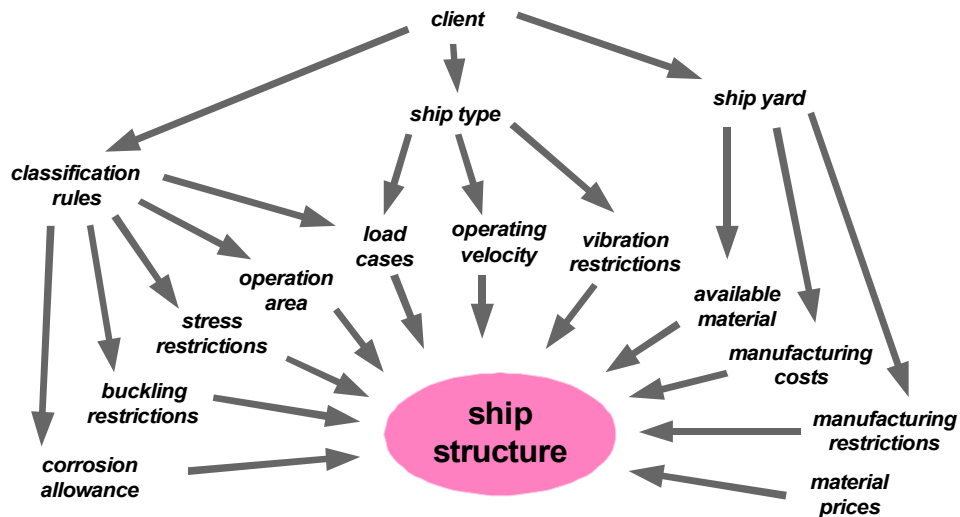 client
ship yard
ship type
classification
rules
load
cases
operating
velocity
vibration
restrictions
operation
area
available
material
stress
restrictions
manufacturing
costs
buckling
restrictions
ship
structure
manufacturing
restrictions
corrosion
allowance
material
prices